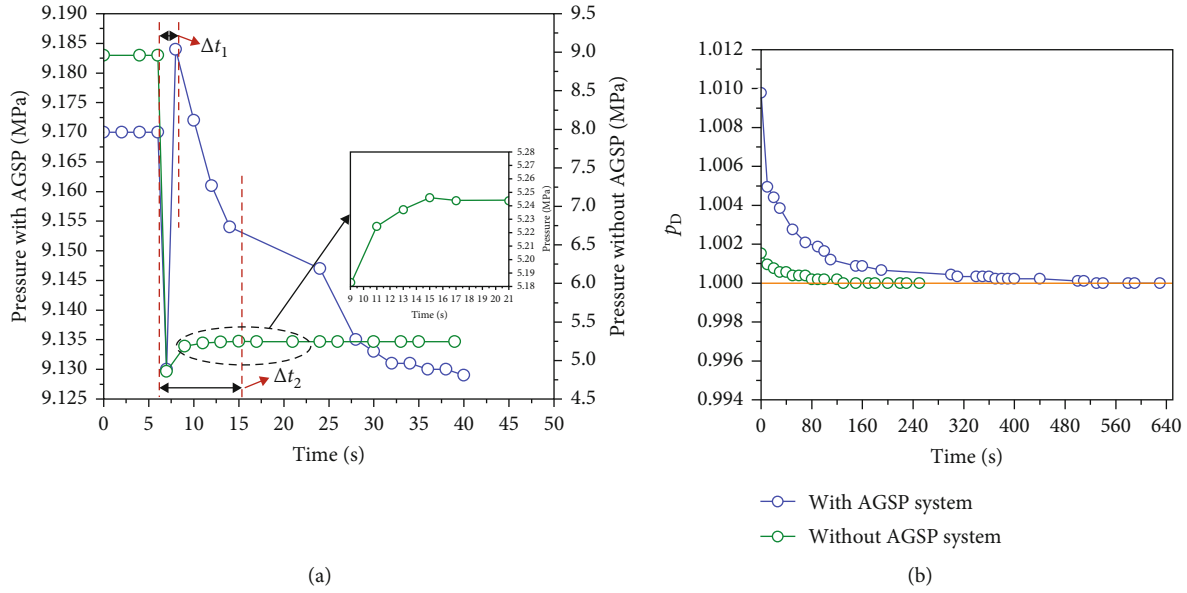 9.190
9.185
9.180
9.175
9.170
9.165
9.160
9.155
9.150
9.145
9.140
9.135
9.130
9.125
Pressure with AGSP (MPa)
0 5 10 15 20 25 30 35 40 45 50
Time (s)
9.5
9.0
8.5
8.0
7.5
7.0
6.5
6.0
5.5
5.0
4.5
Pressure without AGSP (MPa)
Δt1
Δt2
5.28
5.26
5.25
5.24
5.23
5.22
5.21
5.20
5.19
5.18
Pressure (MPa)
9 10 11 12 13 14 15 16 17 18 19 20 21
Time (s)
(a)
1.012
1.010
1.008
1.006
1.004
1.002
1.000
0.998
0.996
0.994
pD
0 80 160 240 320 400 480 560 640
Time (s)
With AGSP system
Without AGSP system
(b)